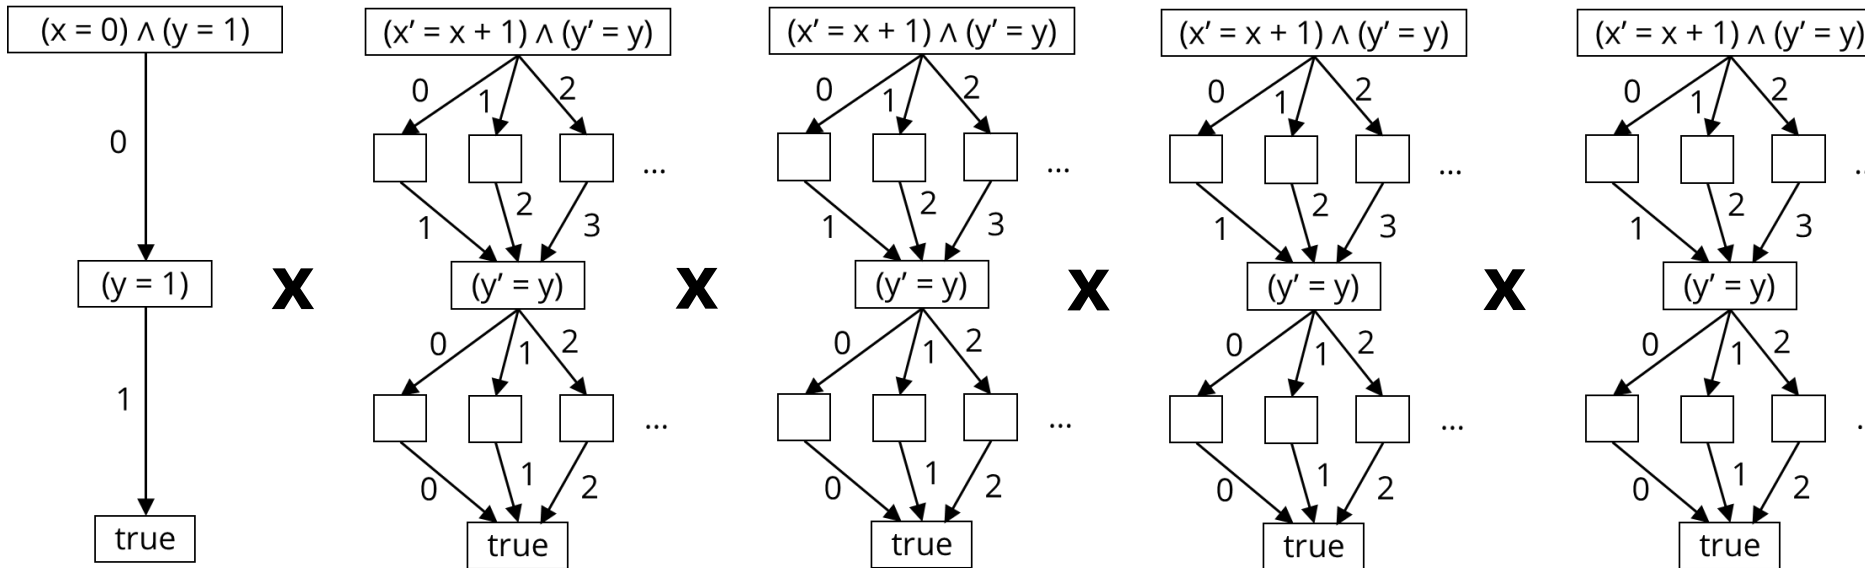 (x = 0) ∧ (y = 1) (x′ = x + 1) ∧ (y′ = y) (x′ = x + 1) ∧ (y′ = y) (x′ = x + 1) ∧ (y′ = y) (x′ = x + 1) ∧ (y′ = y)
0 1 2 0 1 2 0 1 2 0 1 2
0 ... ... ... ..
1 2 3 1 2 3 1 2 3 1 2 3
(y = 1) x (y′ = y) x (y′ = y) x (y′ = y) x (y′ = y)
0 1 2 0 1 2 0 1 2 0 1 2
1 ... ... ... .
0 1 2 0 1 2 0 1 2 0 1 2
true true true true true